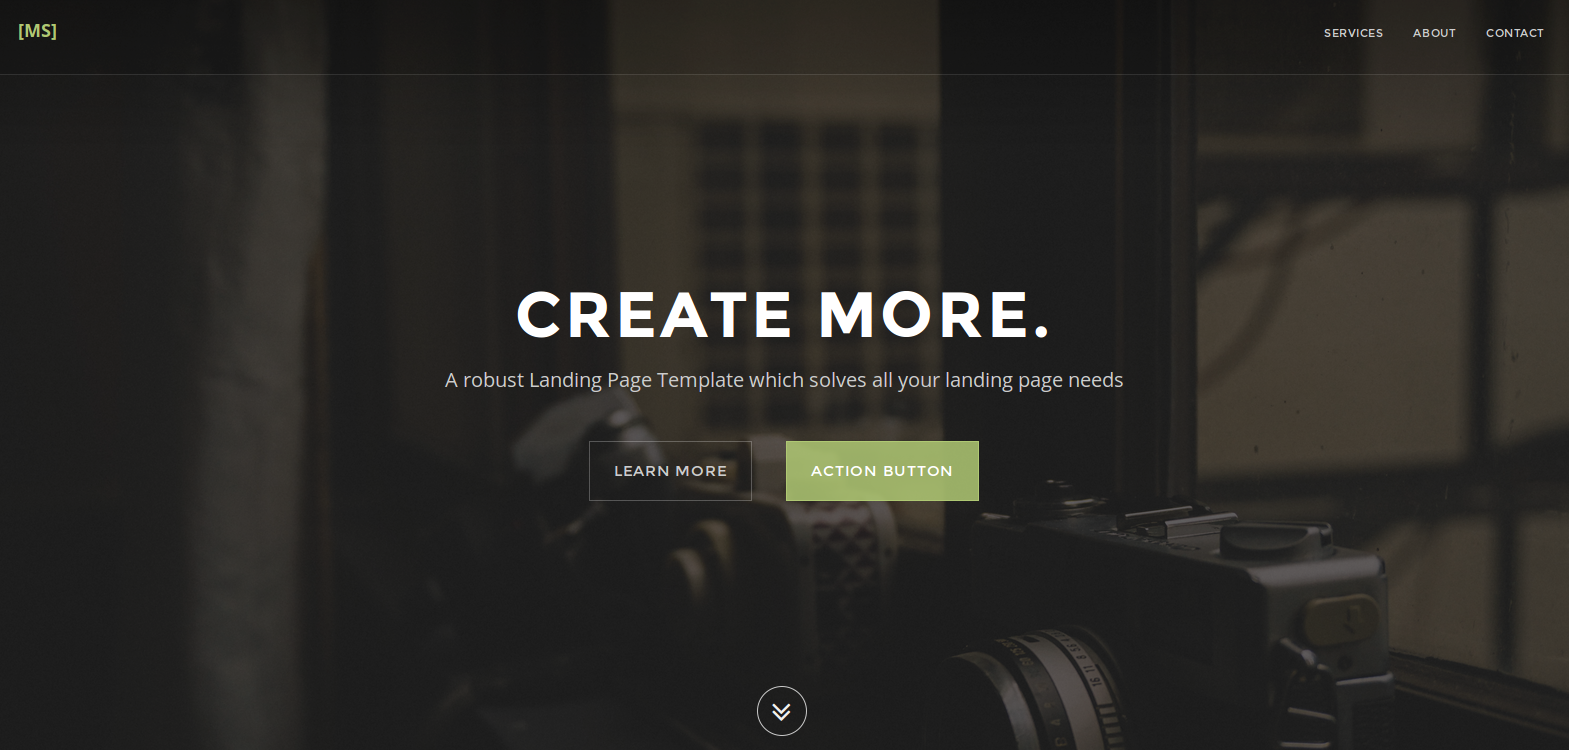 [MS]
SERVICES ABOUT CONTACT
CREATE MORE.
A robust Landing Page Template which solves all your landing page needs
LEARN MORE
ACTION BUTTON